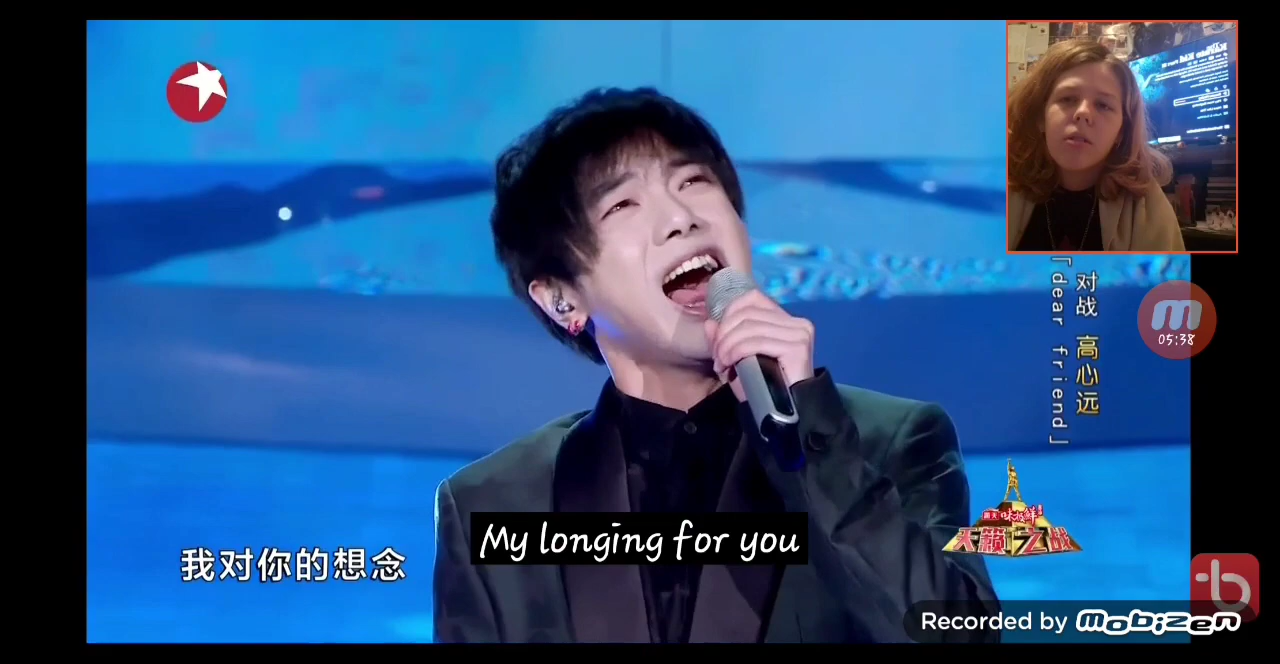 对战 高心远
「dear friend」
05:38
天籁之战
我对你的想念
My longing for you
Recorded by mobizen